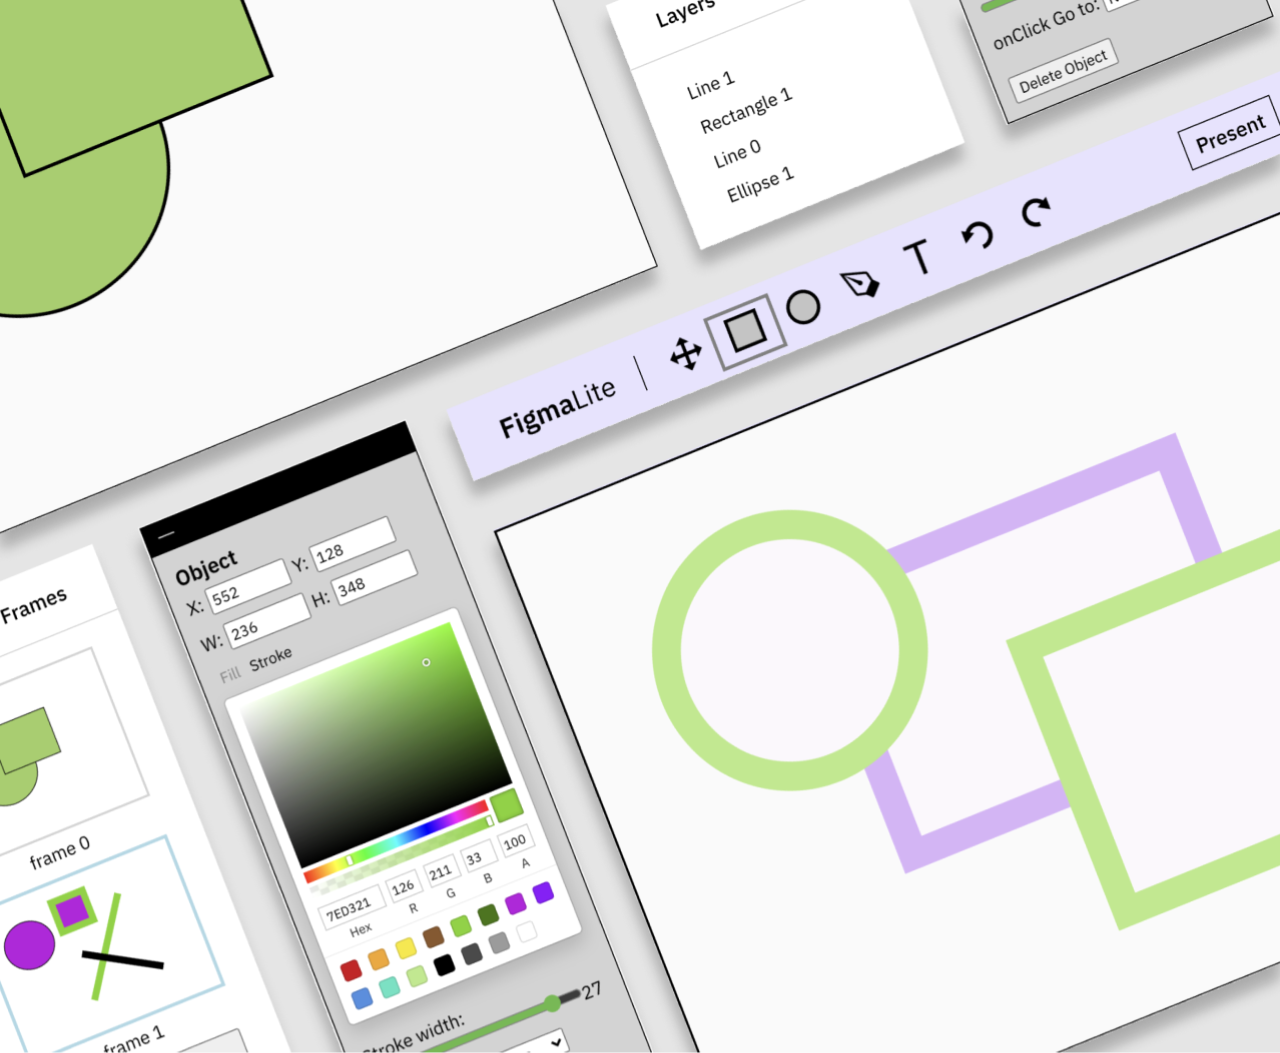 Layers
Line 1
Rectangle 1
Line 0
Ellipse 1
onClick Go to:
Delete Object
Present
T
FigmaLite
Frames
frame 0
frame 1
Object
X: 552 Y: 128
W: 236 H: 348
Fill Stroke
7ED321 126 211 33 100
Hex R G B A
Stroke width: 27